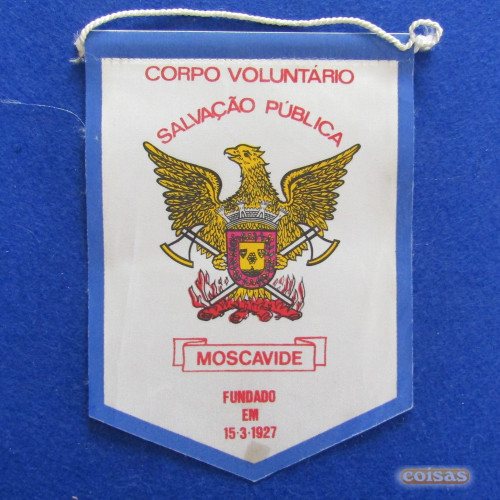 CORPO VOLUNTÁRIO
SALVAÇÃO PÚBLICA
MOSCAVIDE
FUNDADO
EM
15-3-1927
coisas